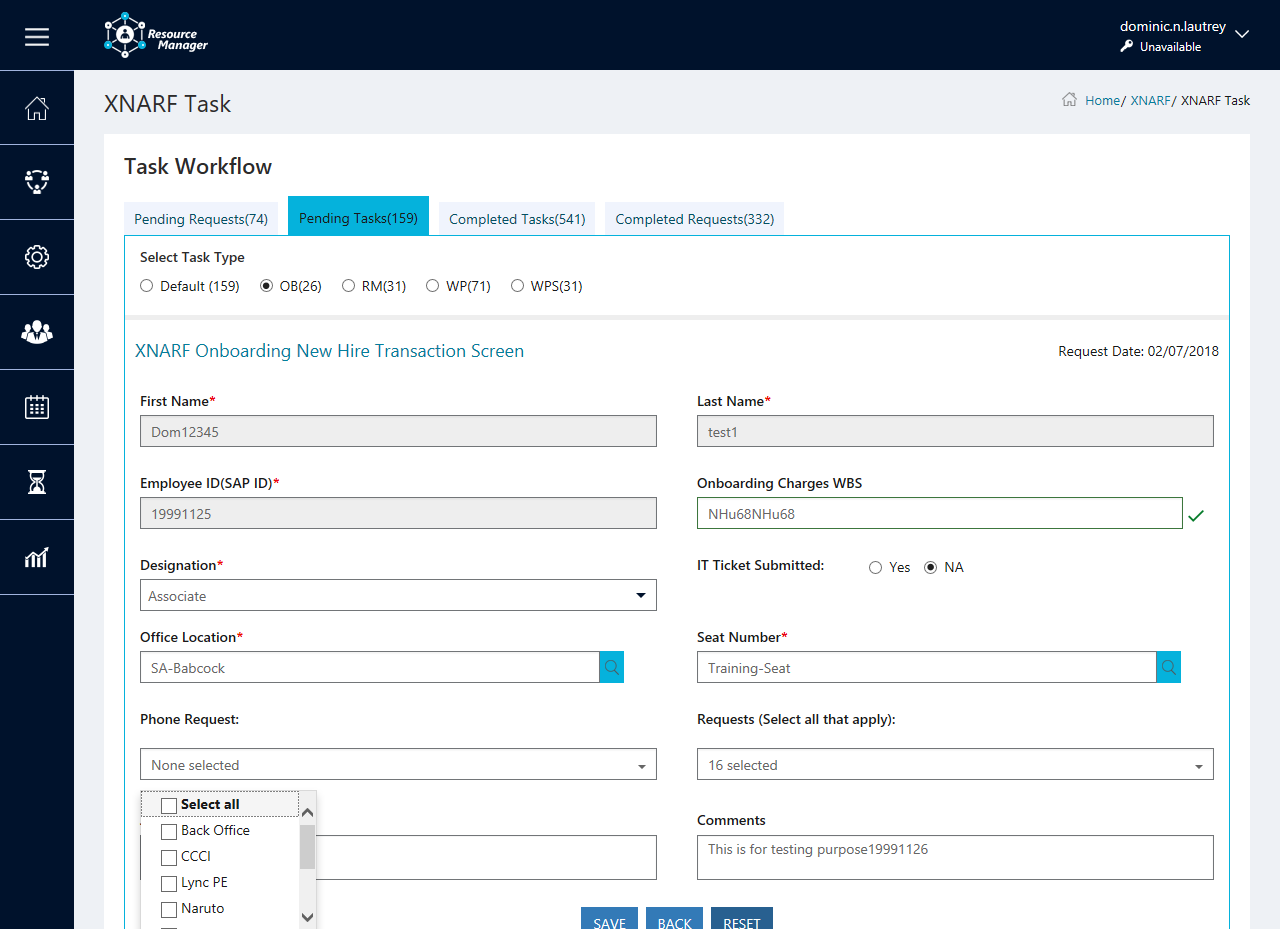 Resource
Manager
dominic.n.lautrey
Unavailable
XNARF Task
Home/ XNARF/ XNARF Task
Task Workflow
Pending Requests(74) Pending Tasks(159) Completed Tasks(541) Completed Requests(332)
Select Task Type
Default (159) OB(26) RM(31) WP(71) WPS(31)
XNARF Onboarding New Hire Transaction Screen Request Date: 02/07/2018
First Name* Last Name*
Dom12345 test1
Employee ID(SAP ID)* Onboarding Charges WBS
19991125 NHu68NHu68
Designation* IT Ticket Submitted: Yes NA
Associate
Office Location* Seat Number*
SA-Babcock Training-Seat
Phone Request: Requests (Select all that apply):
None selected 16 selected
Select all
Back Office
CCCI
Lync PE
Naruto
Comments
This is for testing purpose19991126
SAVE BACK RESET